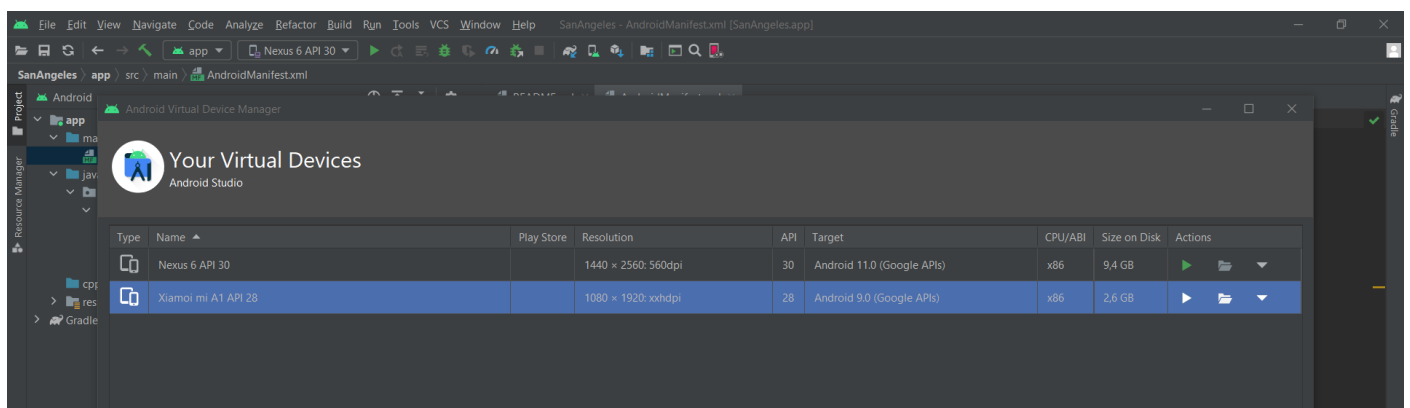 File Edit View Navigate Code Analyze Refactor Build Run Tools VCS Window Help SanAngeles - AndroidManifest.xml [SanAngeles.app]
app Nexus 6 API 30
SanAngeles app src main AndroidManifest.xml
Project
Android
Android Virtual Device Manager
Gradle
app
Your Virtual Devices
Android Studio
Resource Manager
Type Name Play Store Resolution API Target CPU/ABI Size on Disk Actions
Nexus 6 API 30 1440 × 2560: 560dpi 30 Android 11.0 (Google APIs) x86 9,4 GB
Xiamoi mi A1 API 28 1080 × 1920: xxhdpi 28 Android 9.0 (Google APIs) x86 2,6 GB
cpp
res
Gradle